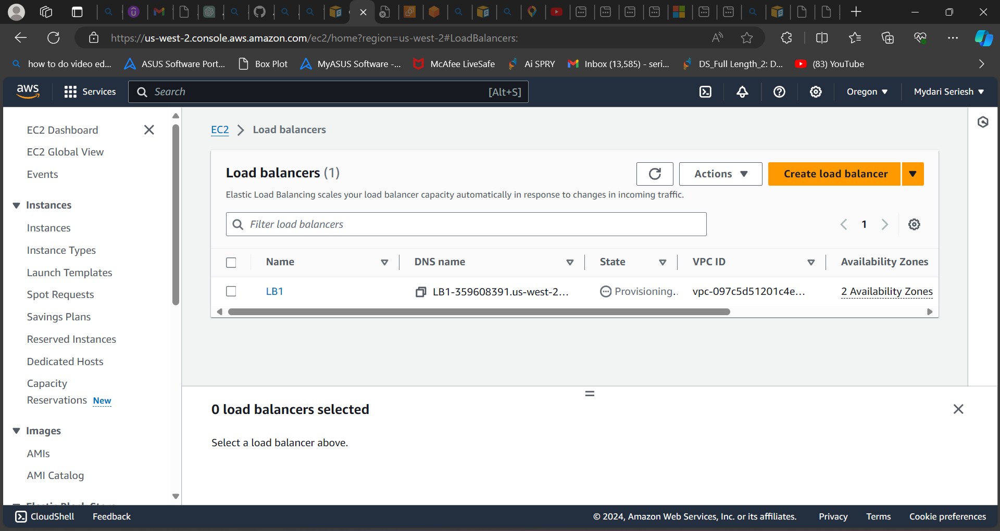 https://us-west-2.console.aws.amazon.com/ec2/home?region=us-west-2#LoadBalancers:
how to do video ed... ASUS Software Port... Box Plot MyASUS Software -... McAfee LiveSafe Ai SPRY Inbox (13,585) - seri... DS_Full Length_2: D... (83) YouTube
aws Services Search [Alt+S] Oregon Mydari Seriesh
EC2 Dashboard
EC2 Global View
Events
Instances
Instances
Instance Types
Launch Templates
Spot Requests
Savings Plans
Reserved Instances
Dedicated Hosts
Capacity
Reservations New
Images
AMIs
AMI Catalog
Elastic Block Store
EC2 Load balancers
Load balancers (1)
Actions Create load balancer
Elastic Load Balancing scales your load balancer capacity automatically in response to changes in incoming traffic.
Filter load balancers
1
Name DNS name State VPC ID Availability Zones
LB1 LB1-359608391.us-west-2... Provisioning.. vpc-097c5d51201c4e... 2 Availability Zones
0 load balancers selected
Select a load balancer above.
CloudShell Feedback © 2024, Amazon Web Services, Inc. or its affiliates. Privacy Terms Cookie preferences